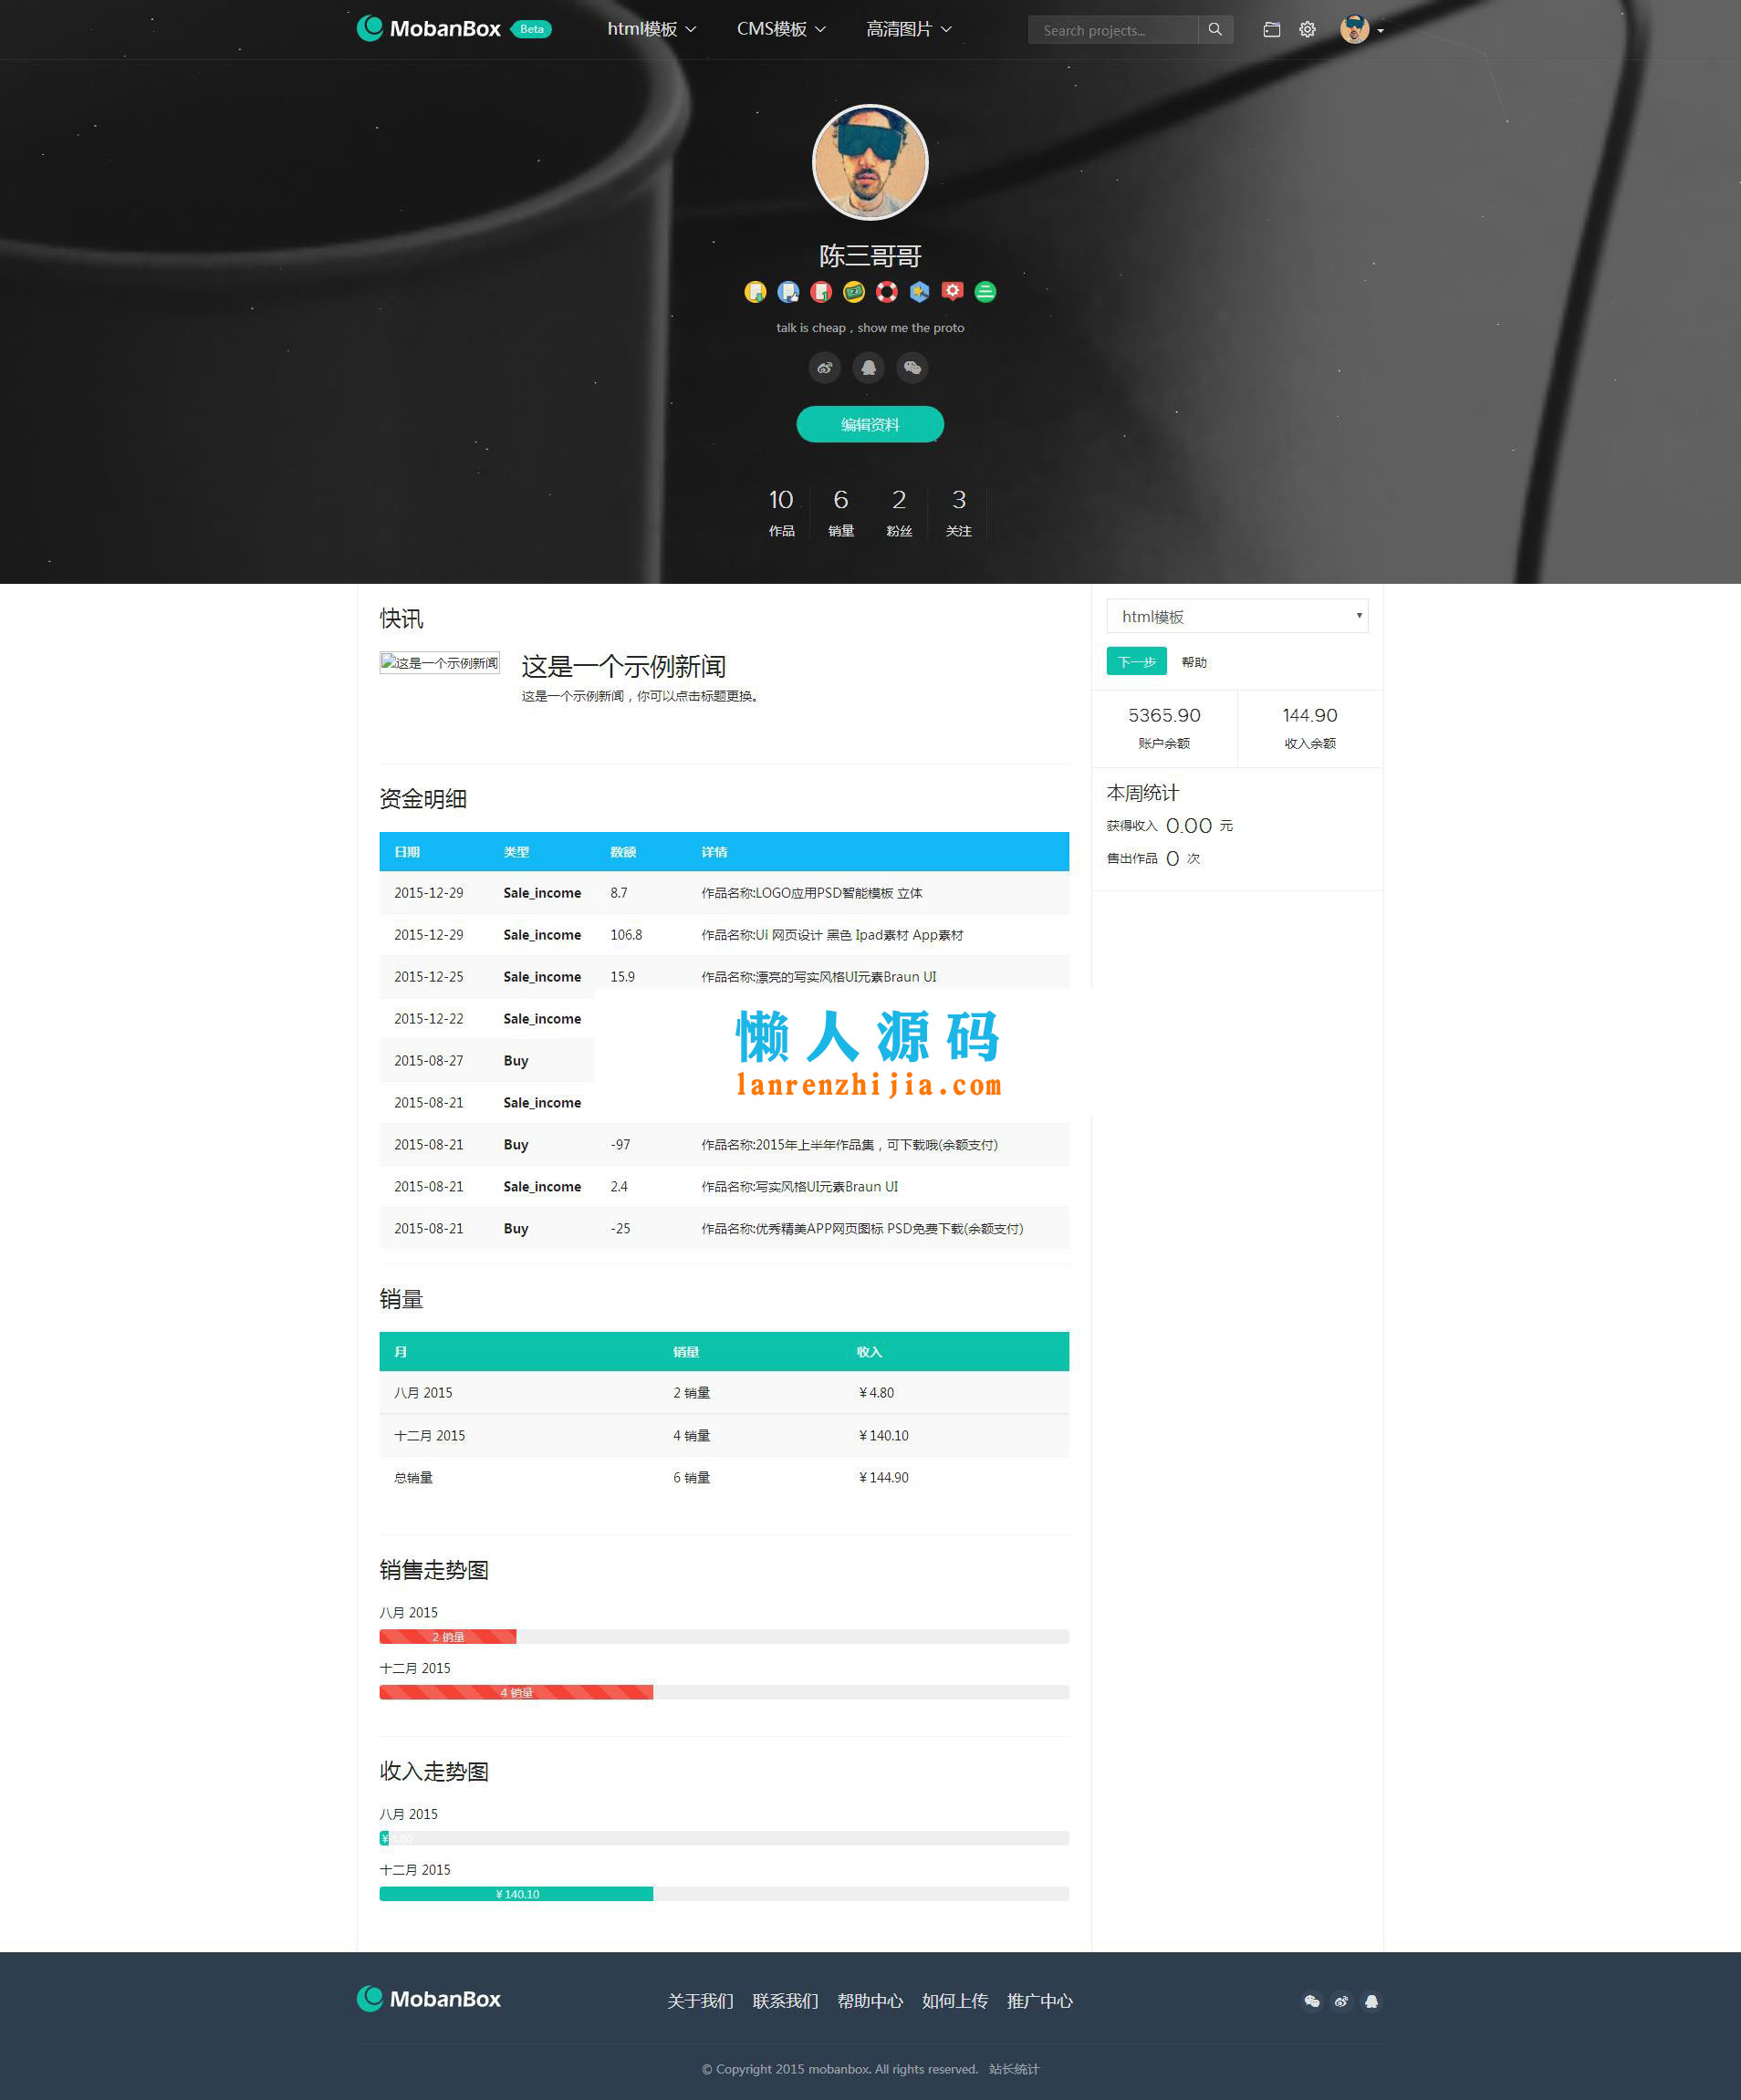 MobanBox Beta html模板 CMS模板 高清图片 Search projects...
陈三哥哥
talk is cheap , show me the proto
编辑资料
10 6 2 3
作品 销量 粉丝 关注
快讯
这是一个示例新闻
这是一个示例新闻
这是一个示例新闻，你可以点击标题更换。
html模板
下一步 帮助
5365.90 144.90
账户余额 收入余额
本周统计
获得收入 0.00 元
售出作品 0 次
资金明细
日期 类型 数额 详情
2015-12-29 Sale_income 8.7 作品名称:LOGO应用PSD智能模板 立体
2015-12-29 Sale_income 106.8 作品名称:Ui 网页设计 黑色 Ipad素材 App素材
2015-12-25 Sale_income 15.9 作品名称:漂亮的写实风格UI元素Braun UI
2015-12-22 Sale_income
2015-08-27 Buy
2015-08-21 Sale_income
懒人源码
lanrenzhijia.com
2015-08-21 Buy -97 作品名称:2015年上半年作品集，可下载哦(余额支付)
2015-08-21 Sale_income 2.4 作品名称:写实风格UI元素Braun UI
2015-08-21 Buy -25 作品名称:优秀精美APP网页图标 PSD免费下载(余额支付)
销量
月 销量 收入
八月 2015 2 销量 ￥4.80
十二月 2015 4 销量 ￥140.10
总销量 6 销量 ￥144.90
销售走势图
八月 2015
2 销量
十二月 2015
4 销量
收入走势图
八月 2015
￥4.80
十二月 2015
￥140.10
MobanBox 关于我们 联系我们 帮助中心 如何上传 推广中心
© Copyright 2015 mobanbox. All rights reserved. 站长统计